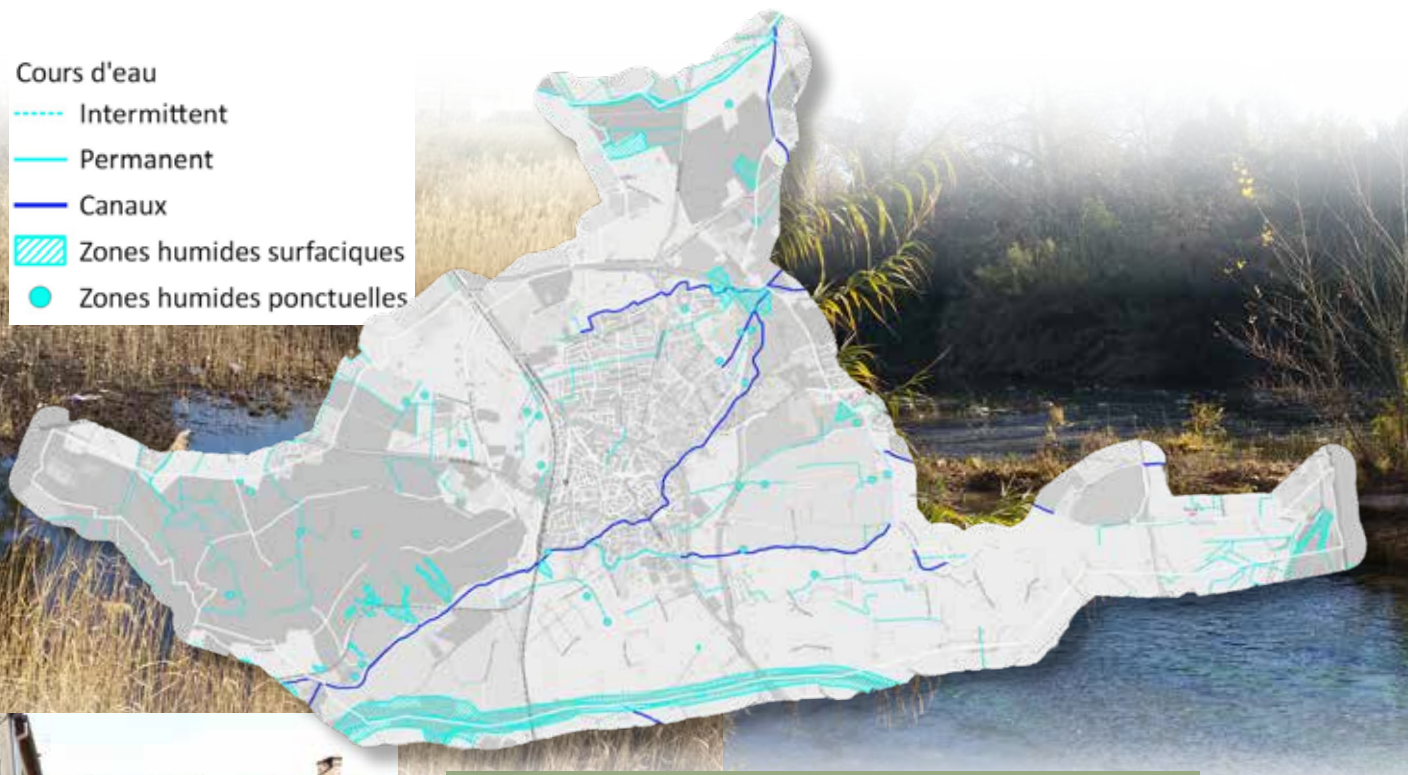 Cours d'eau
Intermittent
Permanent
Canaux
Zones humides surfaciques
Zones humides ponctuelles